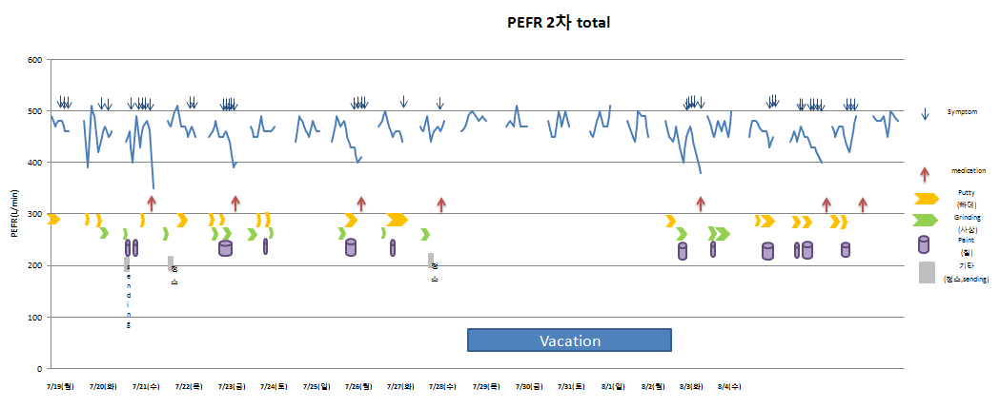 PEFR 2차 total
600
500
400
300
200
100
0
PEFR(L/min)
Symptom
medication
Putty
(하데)
Grinding
(사상)
Paint
(칠)
기타
(청소,sending)
sending
청소
청소
Vacation
7/19(월)
7/20(화)
7/21(수)
7/22(목)
7/23(금)
7/24(토)
7/25(일)
7/26(월)
7/27(화)
7/28(수)
7/29(목)
7/30(금)
7/31(토)
8/1(일)
8/2(월)
8/3(화)
8/4(수)